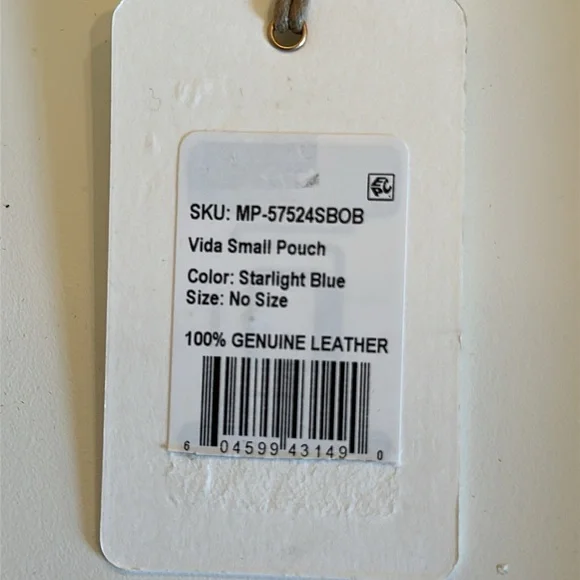 SKU: MP-57524SBOB
Vida Small Pouch
Color: Starlight Blue
Size: No Size
100% GENUINE LEATHER
6 04599 43149 0